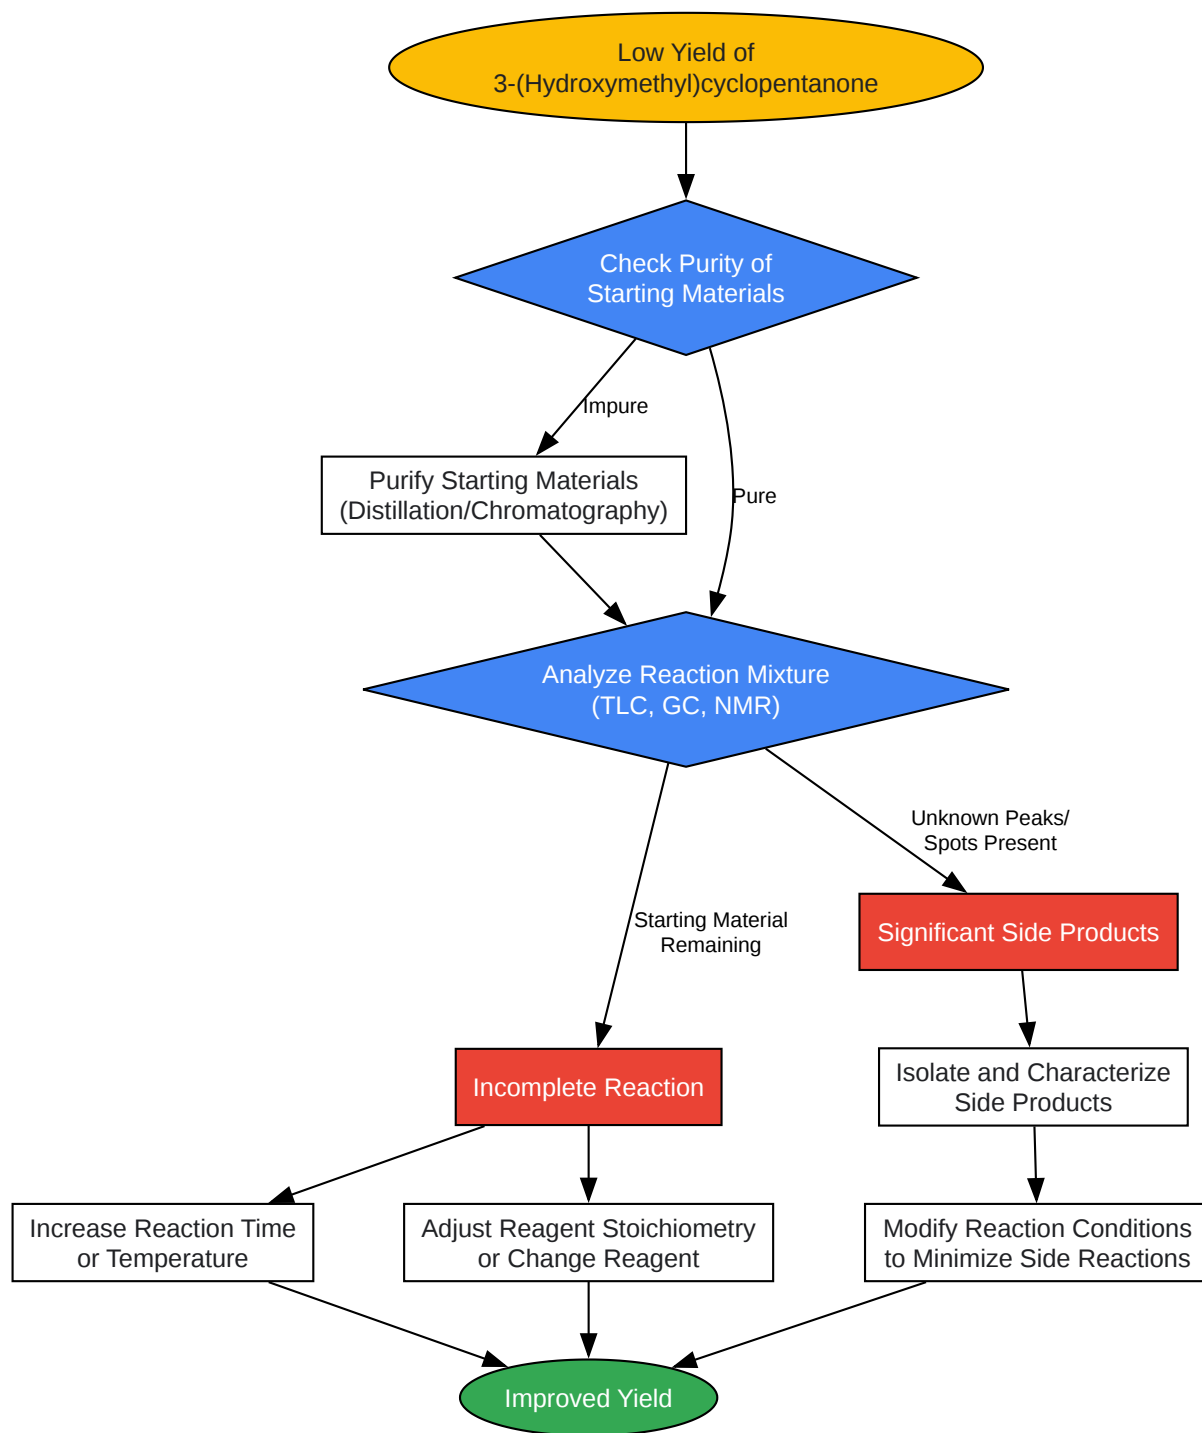 Low Yield of
3-(Hydroxymethyl)cyclopentanone
Check Purity of
Starting Materials
Impure
Purify Starting Materials
(Distillation/Chromatography)
Pure
Analyze Reaction Mixture
(TLC, GC, NMR)
Unknown Peaks/
Spots Present
Starting Material
Remaining
Significant Side Products
Incomplete Reaction
Isolate and Characterize
Side Products
Increase Reaction Time
or Temperature
Adjust Reagent Stoichiometry
or Change Reagent
Modify Reaction Conditions
to Minimize Side Reactions
Improved Yield